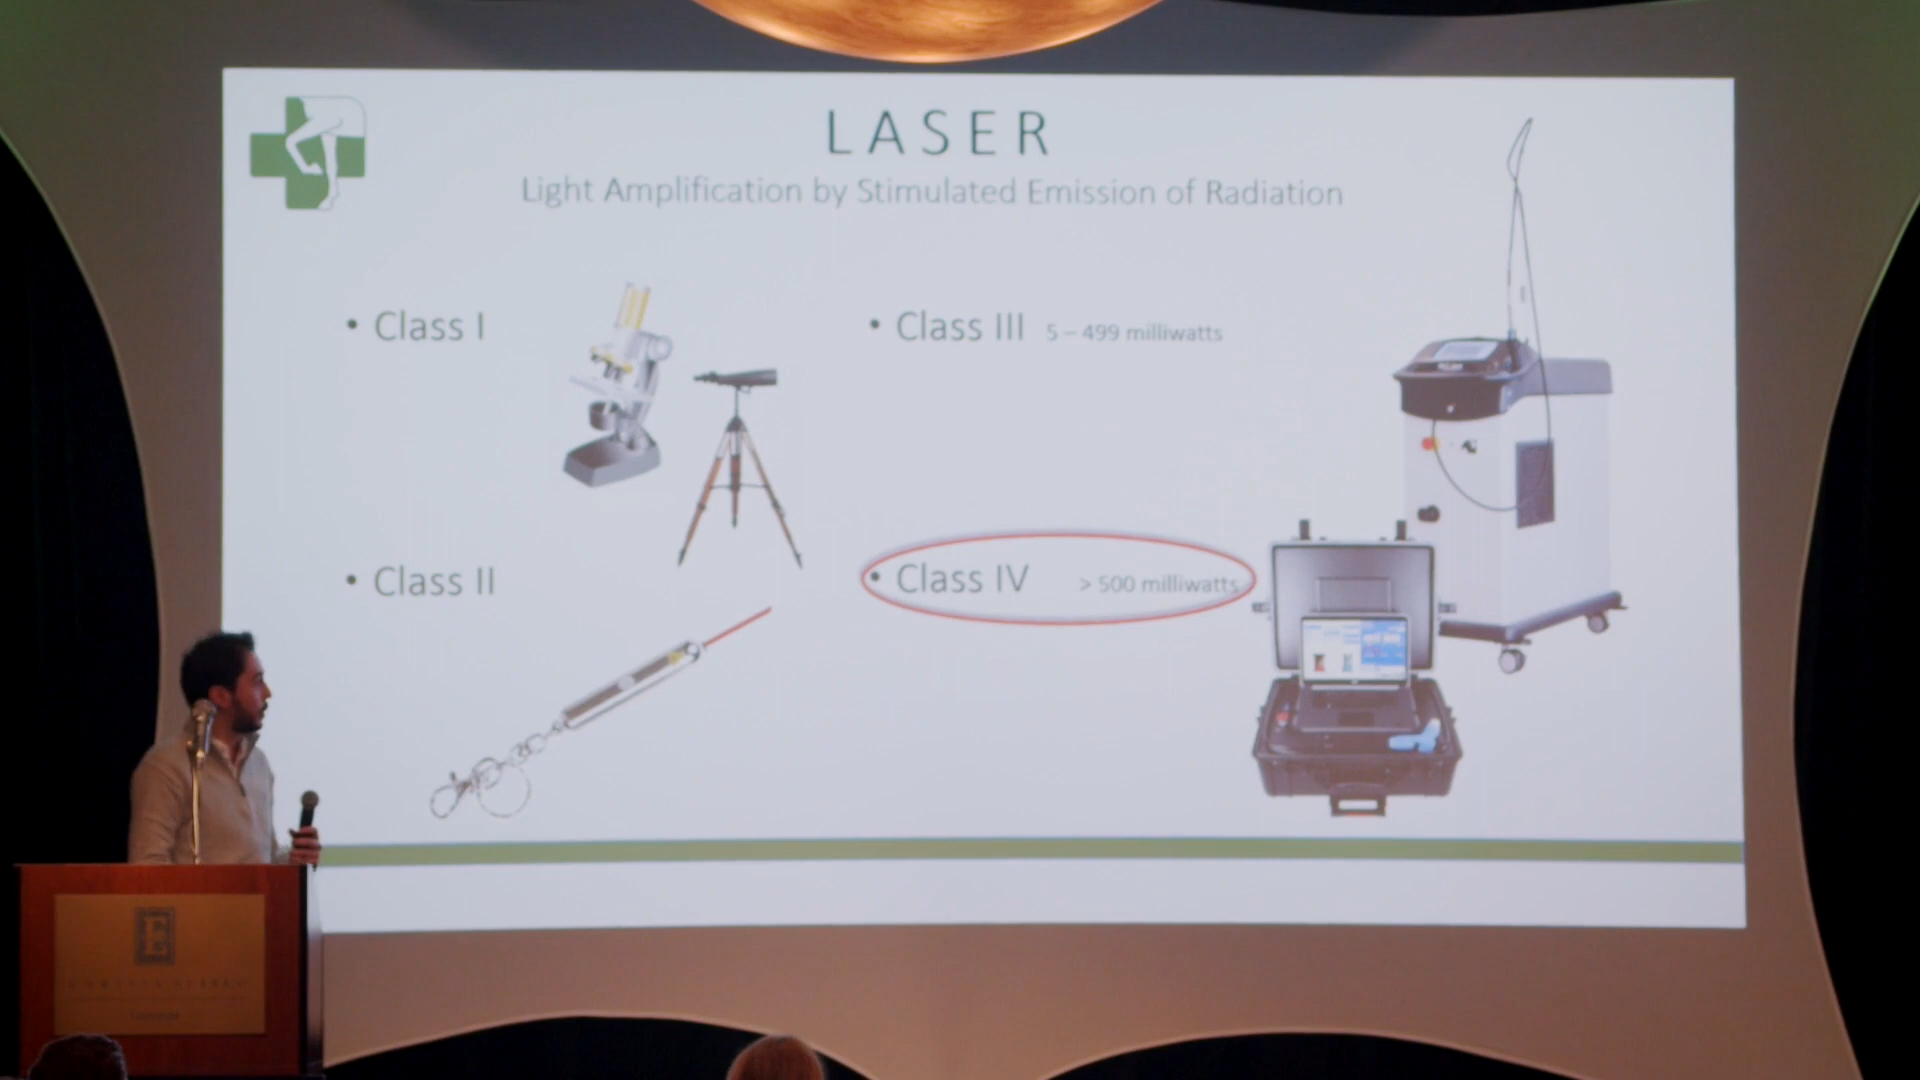 LASER
Light Amplification by Stimulated Emission of Radiation
• Class I
• Class III 5 – 499 milliwatts
• Class II
• Class IV > 500 milliwatts
E